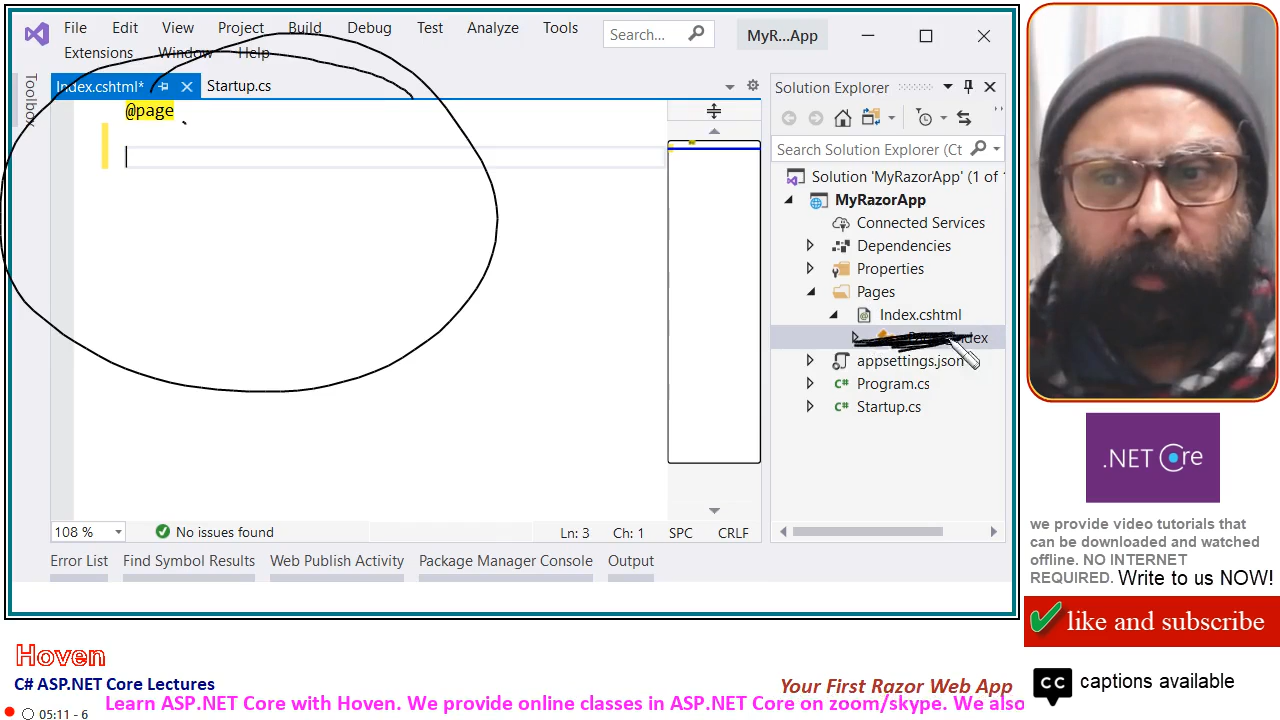 File Edit View Project Build Debug Test Analyze Tools
Search... MyR...App
Extensions Window Help
Toolbox
Index.cshtml* Startup.cs
Solution Explorer
@page
Search Solution Explorer (Ct
Solution 'MyRazorApp' (1 of 1
MyRazorApp
Connected Services
Dependencies
Properties
Pages
Index.cshtml
appsettings.json
Program.cs
Startup.cs
108 % No issues found Ln: 3 Ch: 1 SPC CRLF
Error List Find Symbol Results Web Publish Activity Package Manager Console Output
.NET Core
we provide video tutorials that
can be downloaded and watched
offline. NO INTERNET
REQUIRED. Write to us NOW!
like and subscribe
Hoven
C# ASP.NET Core Lectures
Your First Razor Web App
CC captions available
05:11 - 6
Learn ASP.NET Core with Hoven. We provide online classes in ASP.NET Core on zoom/skype. We also